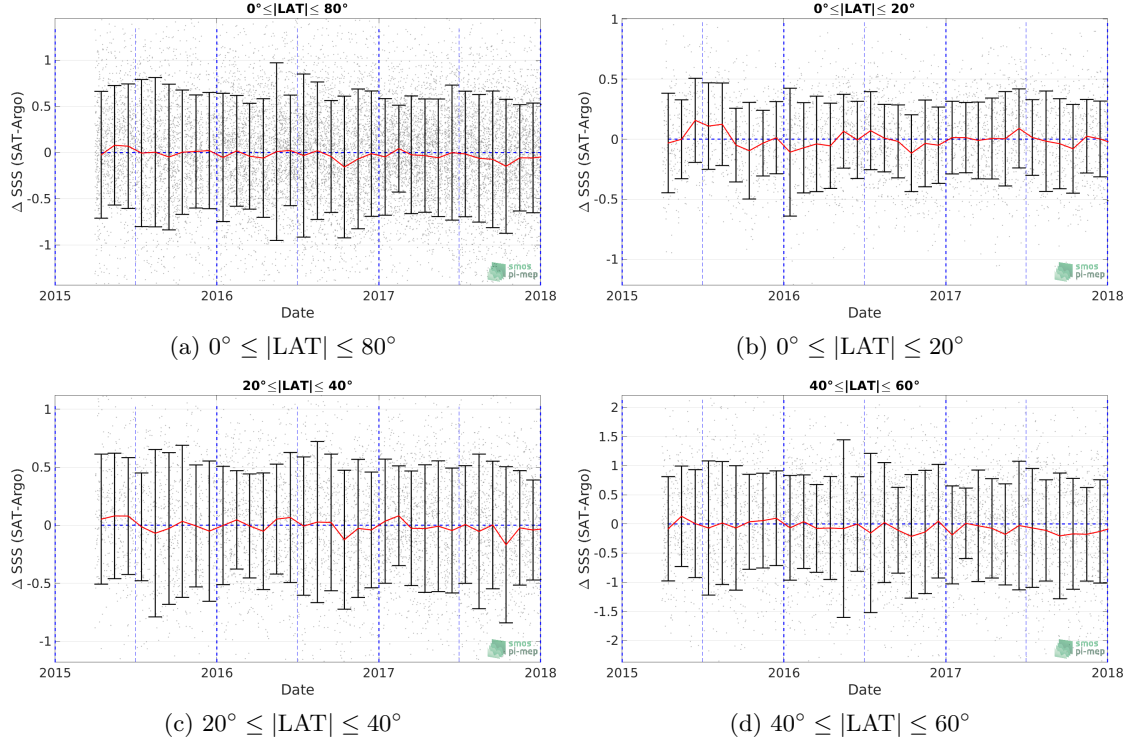 0°≤|LAT|≤ 80°
Δ SSS (SAT-Argo)
1
0.5
0
-0.5
-1
2015
2016
2017
2018
Date
smos
pi-mep
(a) 0° ≤ |LAT| ≤ 80°
0°≤|LAT|≤ 20°
Δ SSS (SAT-Argo)
1
0.5
0
-0.5
-1
2015
2016
2017
2018
Date
smos
pi-mep
(b) 0° ≤ |LAT| ≤ 20°
20°≤|LAT|≤ 40°
Δ SSS (SAT-Argo)
1
0.5
0
-0.5
-1
2015
2016
2017
2018
Date
smos
pi-mep
(c) 20° ≤ |LAT| ≤ 40°
40°≤|LAT|≤ 60°
Δ SSS (SAT-Argo)
2
1.5
1
0.5
0
-0.5
-1
-1.5
-2
2015
2016
2017
2018
Date
smos
pi-mep
(d) 40° ≤ |LAT| ≤ 60°